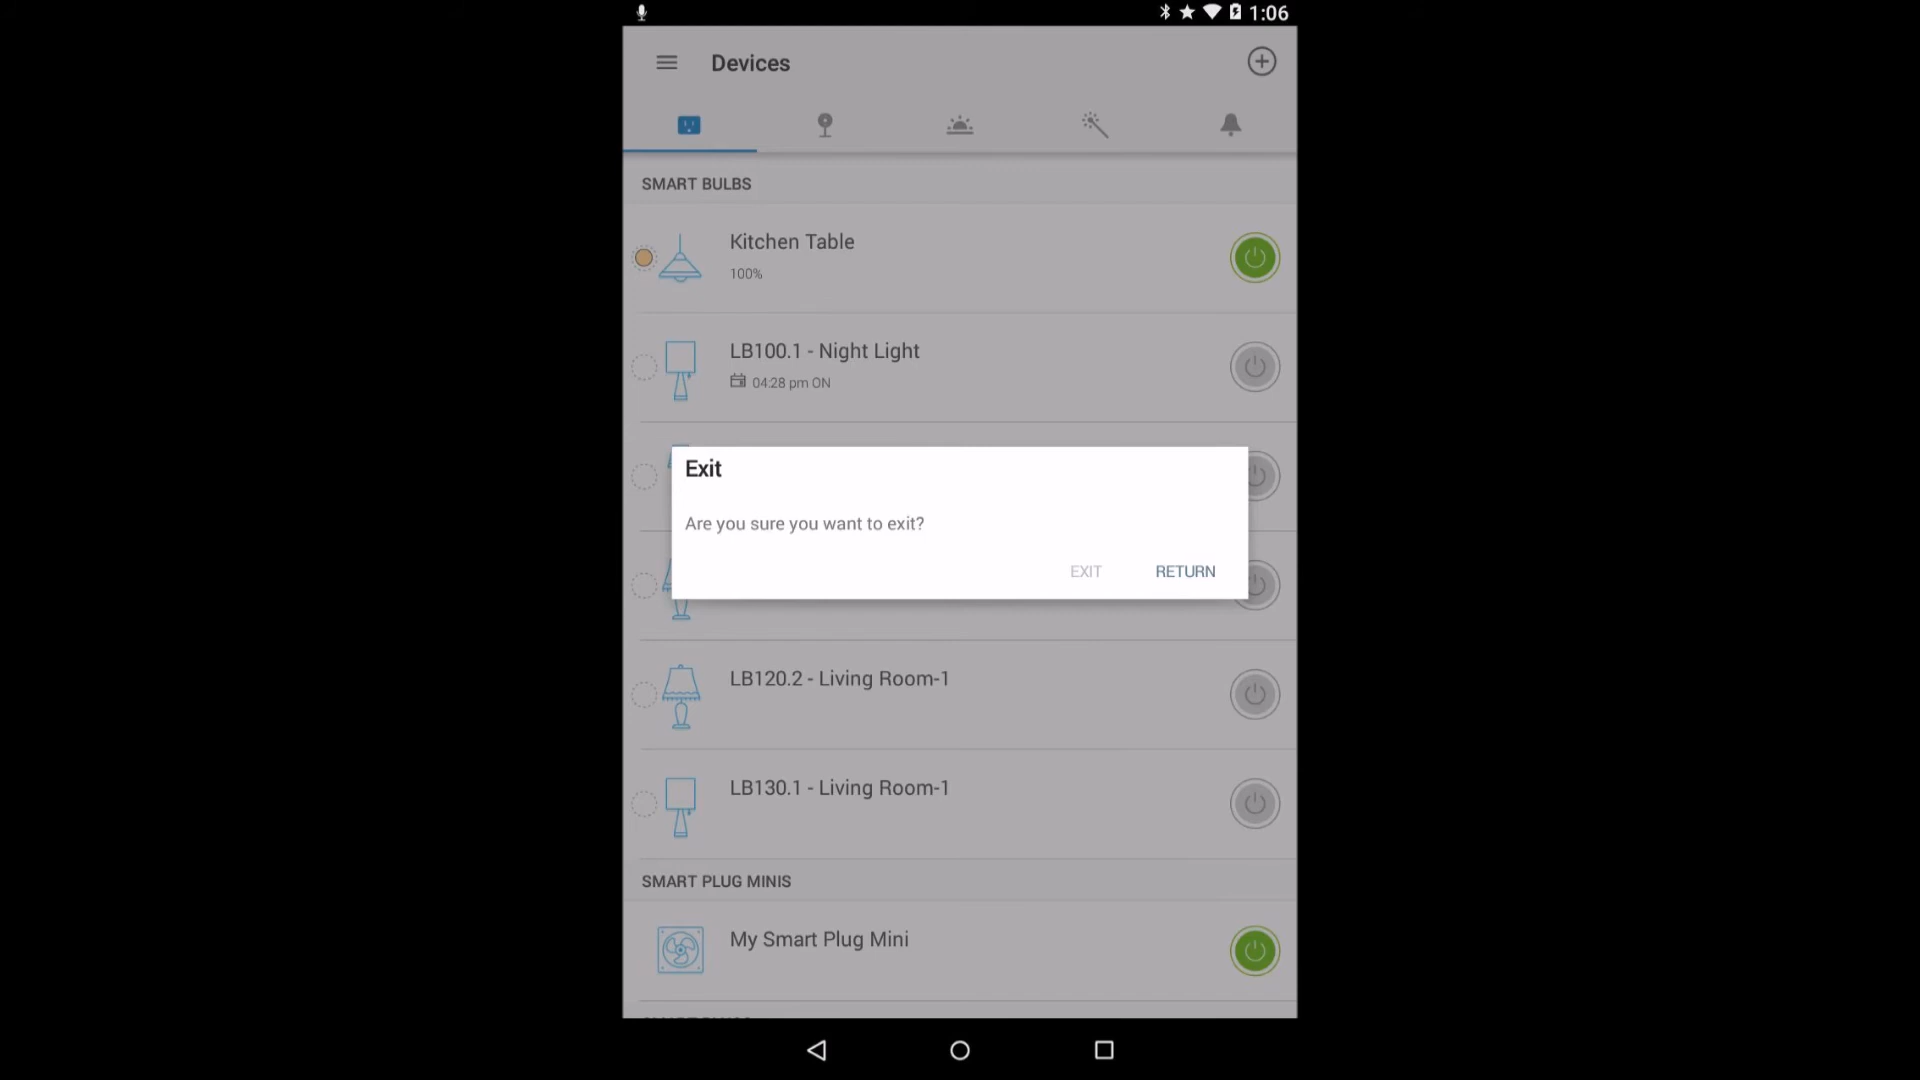 1:06
Devices
SMART BULBS
Kitchen Table
100%
LB100.1 - Night Light
04:28 pm ON
Exit
Are you sure you want to exit?
EXIT RETURN
LB120.2 - Living Room-1
LB130.1 - Living Room-1
SMART PLUG MINIS
My Smart Plug Mini